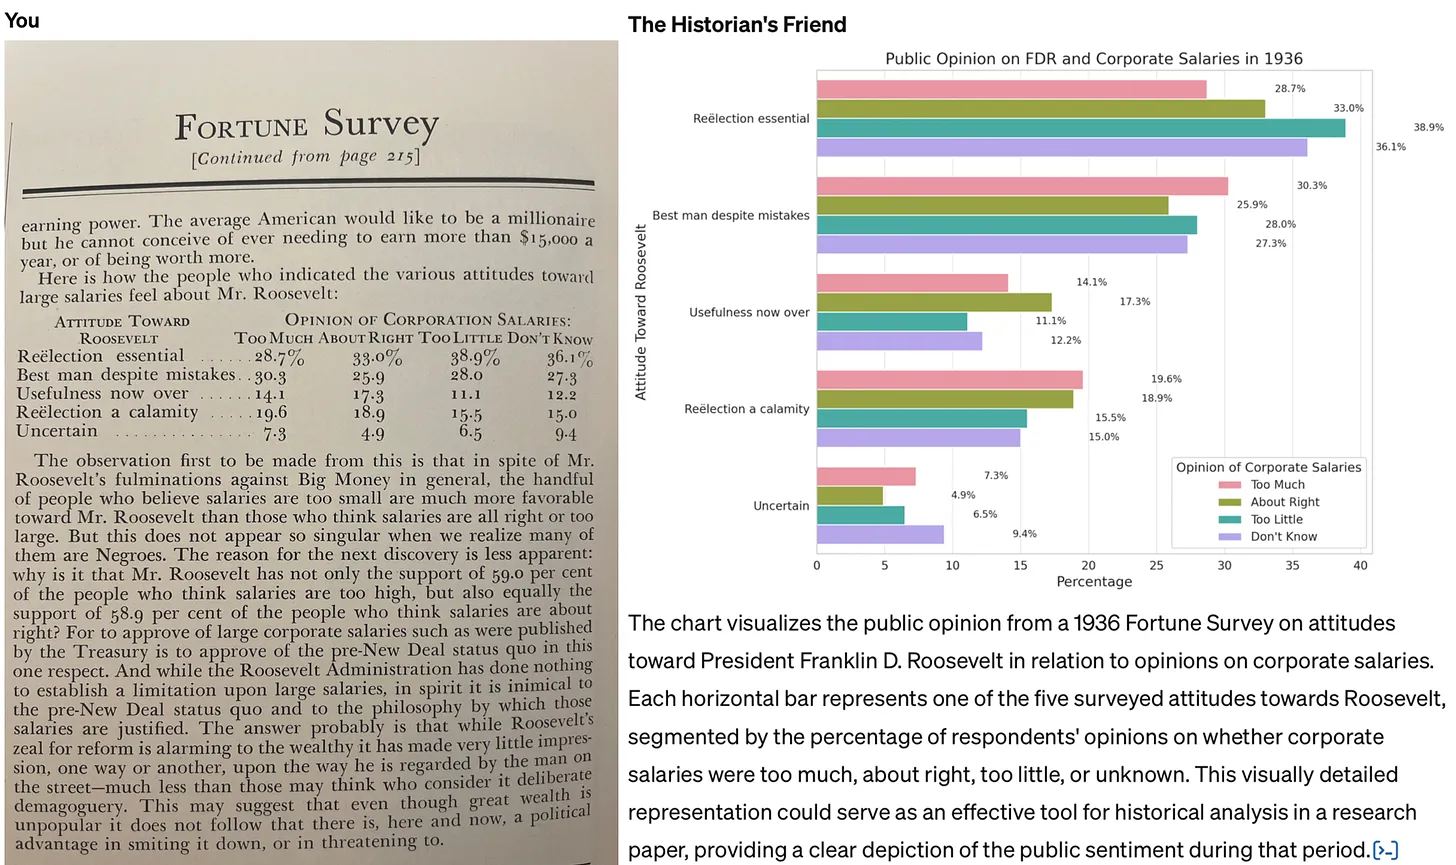 You
FORTUNE Survey
[Continued from page 215]
earning power. The average American would like to be a millionaire
but he cannot conceive of ever needing to earn more than $15,000 a
year, or of being worth more.
Here is how the people who indicated the various attitudes toward
large salaries feel about Mr. Roosevelt:
ATTITUDE TOWARD OPINION OF CORPORATION SALARIES:
ROOSEVELT TOO MUCH ABOUT RIGHT TOO LITTLE DON'T KNOW
Reëlection essential ......28.7% 33.0% 38.9% 36.1%
Best man despite mistakes..30.3 25.9 28.0 27.3
Usefulness now over ......14.1 17.3 11.1 12.2
Reëlection a calamity .....19.6 18.9 15.5 15.0
Uncertain ............... 7.3 4.9 6.5 9.4
The observation first to be made from this is that in spite of Mr.
Roosevelt's fulminations against Big Money in general, the handful
of people who believe salaries are too small are much more favorable
toward Mr. Roosevelt than those who think salaries are all right or too
large. But this does not appear so singular when we realize many of
them are Negroes. The reason for the next discovery is less apparent:
why is it that Mr. Roosevelt has not only the support of 59.0 per cent
of the people who think salaries are too high, but also equally the
support of 58.9 per cent of the people who think salaries are about
right? For to approve of large corporate salaries such as were published
by the Treasury is to approve of the pre-New Deal status quo in this
one respect. And while the Roosevelt Administration has done nothing
to establish a limitation upon large salaries, in spirit it is inimical to
the pre-New Deal status quo and to the philosophy by which those
salaries are justified. The answer probably is that while Roosevelt's
zeal for reform is alarming to the wealthy it has made very little impres-
sion, one way or another, upon the way he is regarded by the man on
the street—much less than those may think who consider it deliberate
demagoguery. This may suggest that even though great wealth is
unpopular it does not follow that there is, here and now, a political
advantage in smiting it down, or in threatening to.
The Historian's Friend
Public Opinion on FDR and Corporate Salaries in 1936
Attitude Toward Roosevelt
Reëlection essential
28.7%
33.0%
38.9%
36.1%
Best man despite mistakes
30.3%
25.9%
28.0%
27.3%
Usefulness now over
14.1%
17.3%
11.1%
12.2%
Reëlection a calamity
19.6%
18.9%
15.5%
15.0%
Uncertain
7.3%
4.9%
6.5%
9.4%
Opinion of Corporate Salaries
Too Much
About Right
Too Little
Don't Know
0 5 10 15 20 25 30 35 40
Percentage
The chart visualizes the public opinion from a 1936 Fortune Survey on attitudes
toward President Franklin D. Roosevelt in relation to opinions on corporate salaries.
Each horizontal bar represents one of the five surveyed attitudes towards Roosevelt,
segmented by the percentage of respondents' opinions on whether corporate
salaries were too much, about right, too little, or unknown. This visually detailed
representation could serve as an effective tool for historical analysis in a research
paper, providing a clear depiction of the public sentiment during that period.[>-]